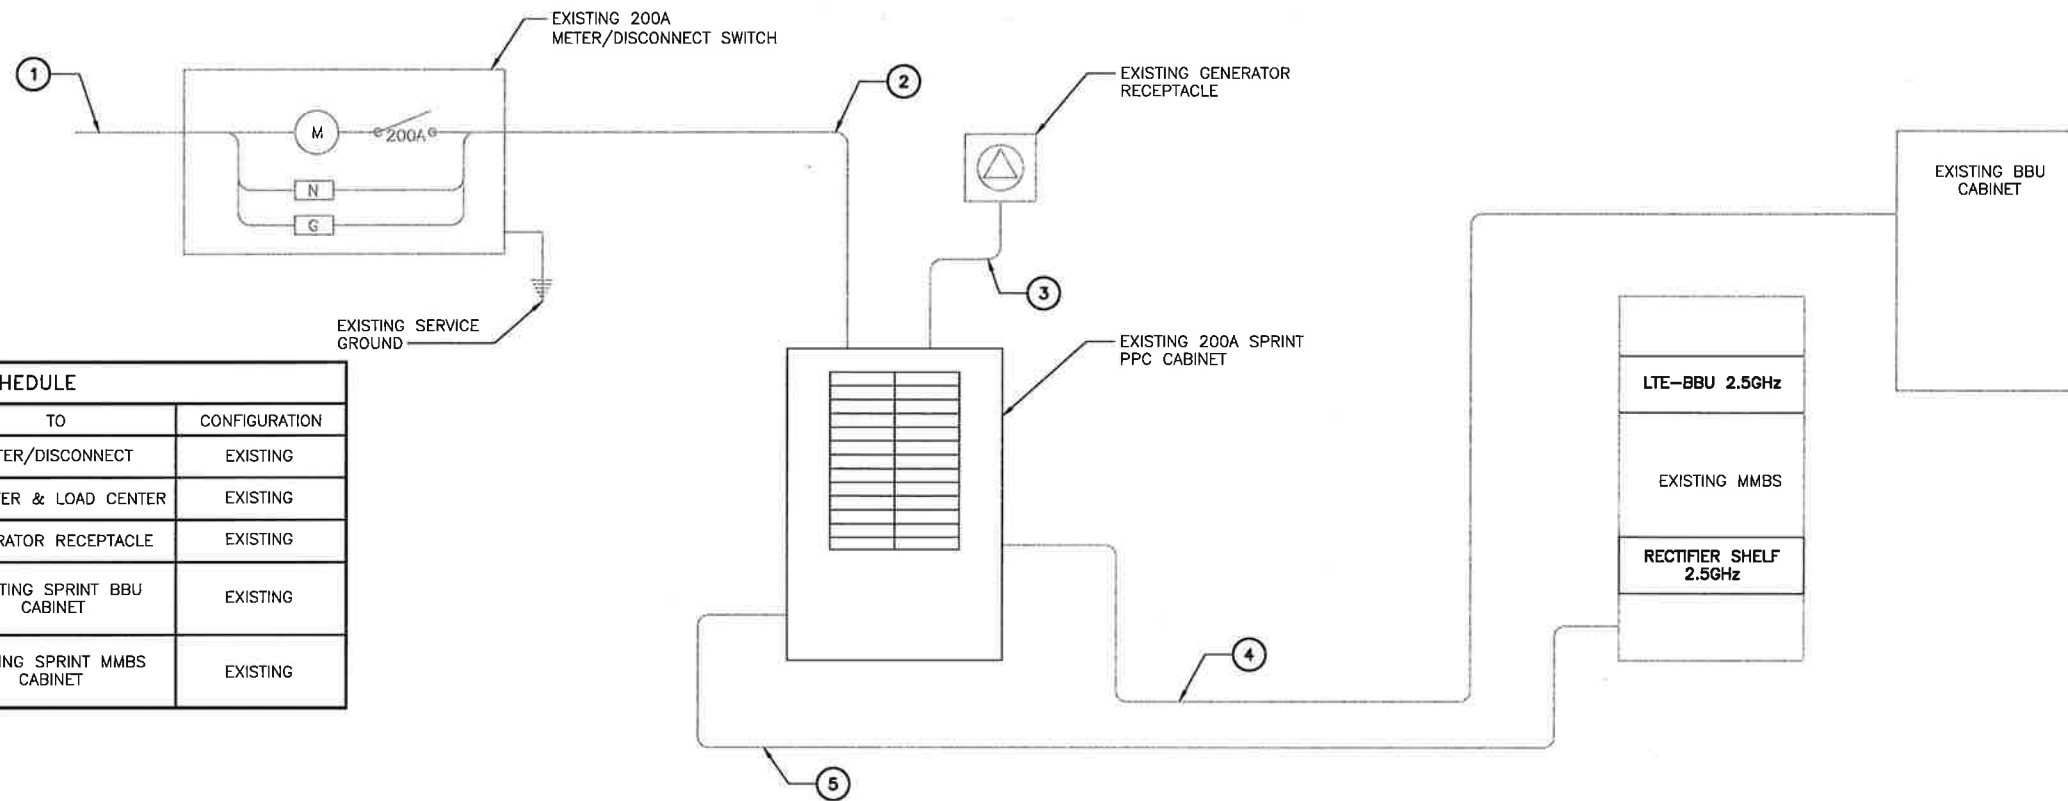 EXISTING 200A
METER/DISCONNECT SWITCH
1
2
M
200A
N
G
EXISTING GENERATOR
RECEPTACLE
3
EXISTING BBU
CABINET
EXISTING SERVICE
GROUND
EXISTING 200A SPRINT
PPC CABINET
LTE-BBU 2.5GHz
EXISTING MMBS
RECTIFIER SHELF
2.5GHz
4
5
HEDULE
TO CONFIGURATION
TER/DISCONNECT EXISTING
TER & LOAD CENTER EXISTING
RATOR RECEPTACLE EXISTING
TING SPRINT BBU
CABINET EXISTING
ING SPRINT MMBS
CABINET EXISTING